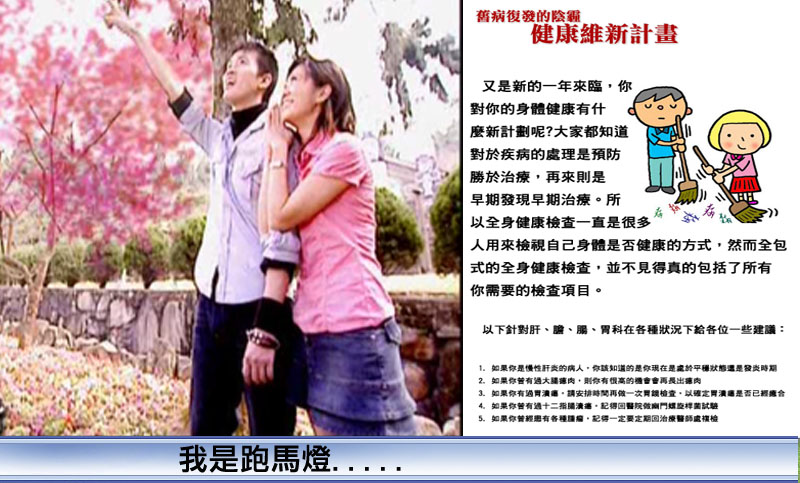 舊病復發的陰霾
健康維新計畫
又是新的一年來臨，你
對你的身體健康有什
麼新計劃呢?大家都知道
對於疾病的處理是預防
勝於治療，再來則是
早期發現早期治療。所
以全身健康檢查一直是很多
人用來檢視自己身體是否健康的方式，然而全包
式的全身健康檢查，並不見得真的包括了所有
你需要的檢查項目。
病 病 病 病
以下針對肝、膽、腸、胃科在各種狀況下給各位一些建議：
1. 如果你是慢性肝炎的病人，你該知道的是你現在是處於平穩狀態還是發炎時期
2. 如果你曾有過大腸瘜肉，則你有很高的機會會再長出瘜肉
3. 如果你有過胃潰瘍，請安排時間再做一次胃鏡檢查，以確定胃潰瘍是否已經癒合
4. 如果你曾有過十二指腸潰瘍，記得回醫院做幽門螺旋桿菌試驗
5. 如果你曾經患有各種腫瘤，記得一定要定期回治療醫師處複檢
我是跑馬燈.....